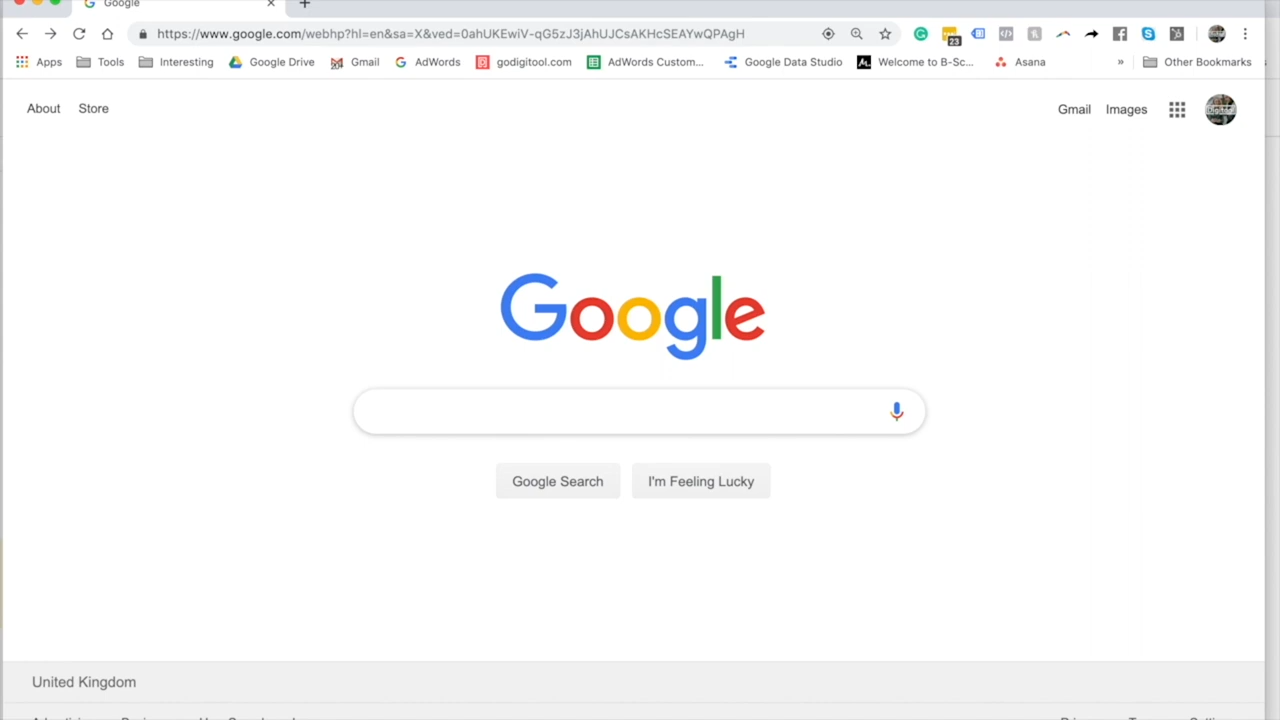 Google
https://www.google.com/webhp?hl=en&sa=X&ved=0ahUKEwiV-qG5zJ3jAhUJCsAKHcSEAYwQPAgH
23
Apps Tools Interesting Google Drive Gmail AdWords godigitool.com AdWords Custom... Google Data Studio Welcome to B-Sc... Asana » Other Bookmarks
About Store
Gmail Images
Google
Google Search I'm Feeling Lucky
United Kingdom